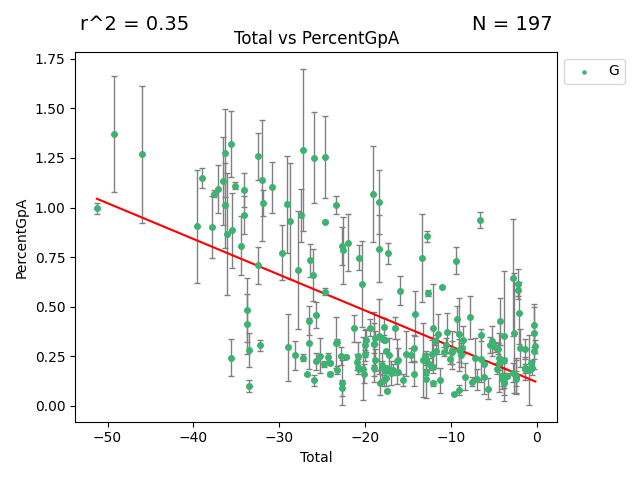 r^2 = 0.35
N = 197
Total vs PercentGpA
G
PercentGpA
1.75
1.50
1.25
1.00
0.75
0.50
0.25
0.00
−50
−40
−30
−20
−10
0
Total